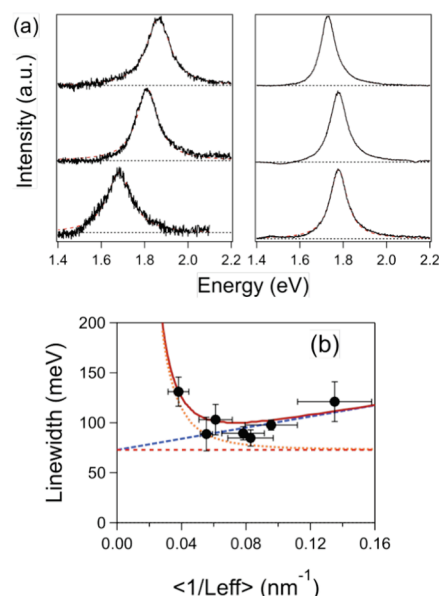 (a)
Intensity (a.u.)
1.4 1.6 1.8 2.0 2.2 1.4 1.6 1.8 2.0 2.2
Energy (eV)
(b)
Linewidth (meV)
200
150
100
50
0
0.00 0.04 0.08 0.12 0.16
<1/Leff> (nm⁻¹)